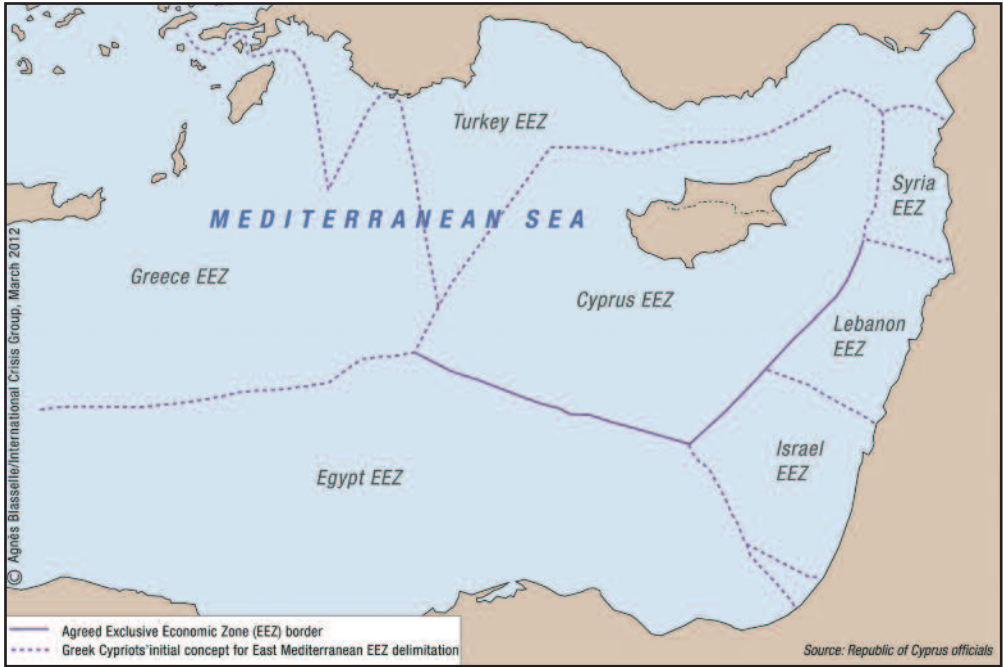 Turkey EEZ
Syria
EEZ
MEDITERRANEAN SEA
Greece EEZ
Cyprus EEZ
Lebanon
EEZ
Israel
EEZ
Egypt EEZ
© Agnès Blasselle/International Crisis Group, March 2012
Agreed Exclusive Economic Zone (EEZ) border
Greek Cypriots'initial concept for East Mediterranean EEZ delimitation
Source: Republic of Cyprus officials